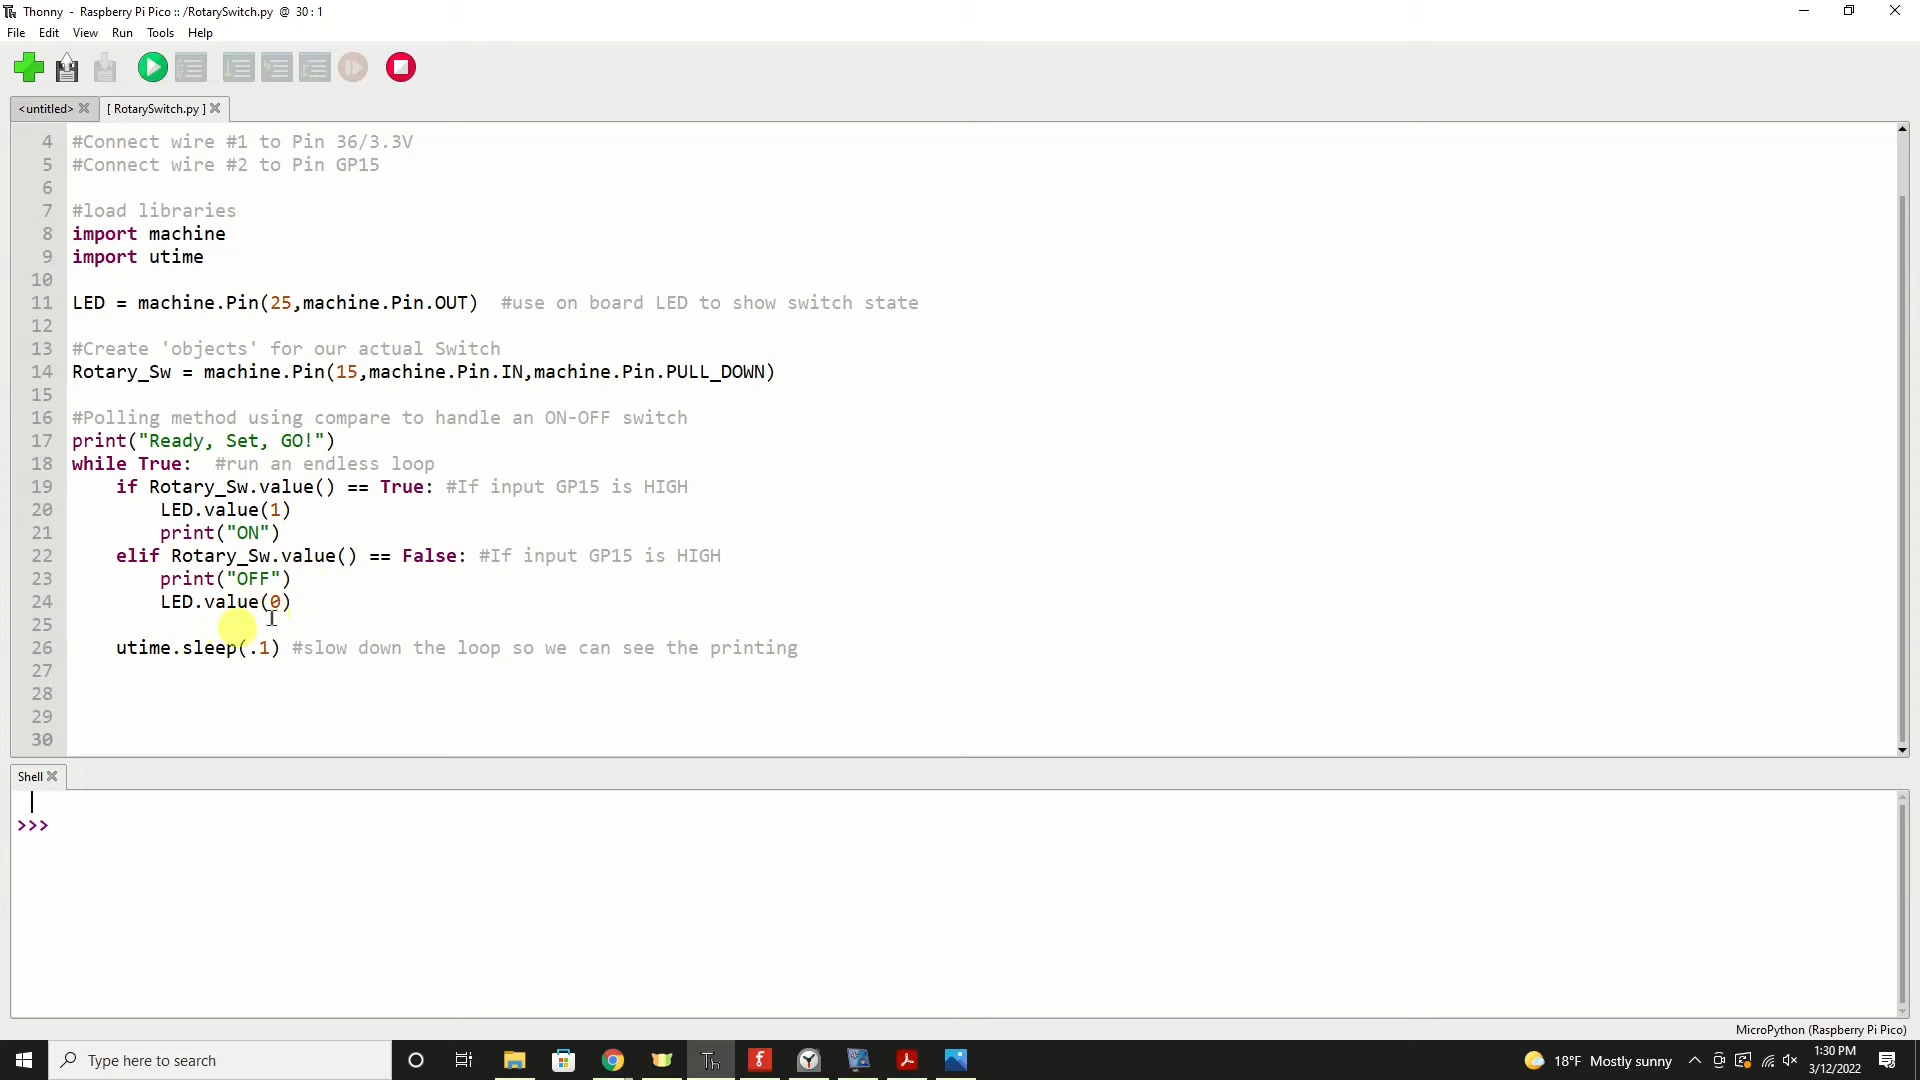 Thonny - Raspberry Pi Pico :: /RotarySwitch.py @ 30 : 1
File Edit View Run Tools Help
<untitled> [ RotarySwitch.py ]
4 #Connect wire #1 to Pin 36/3.3V
5 #Connect wire #2 to Pin GP15
6
7 #load libraries
8 import machine
9 import utime
10
11 LED = machine.Pin(25,machine.Pin.OUT)  #use on board LED to show switch state
12
13 #Create 'objects' for our actual Switch
14 Rotary_Sw = machine.Pin(15,machine.Pin.IN,machine.Pin.PULL_DOWN)
15
16 #Polling method using compare to handle an ON-OFF switch
17 print("Ready, Set, GO!")
18 while True:  #run an endless loop
19     if Rotary_Sw.value() == True: #If input GP15 is HIGH
20         LED.value(1)
21         print("ON")
22     elif Rotary_Sw.value() == False: #If input GP15 is HIGH
23         print("OFF")
24         LED.value(0)
25
26     utime.sleep(.1) #slow down the loop so we can see the printing
27
28
29
30
Shell
>>>
MicroPython (Raspberry Pi Pico)
Type here to search
Th
18°F Mostly sunny
1:30 PM
3/12/2022